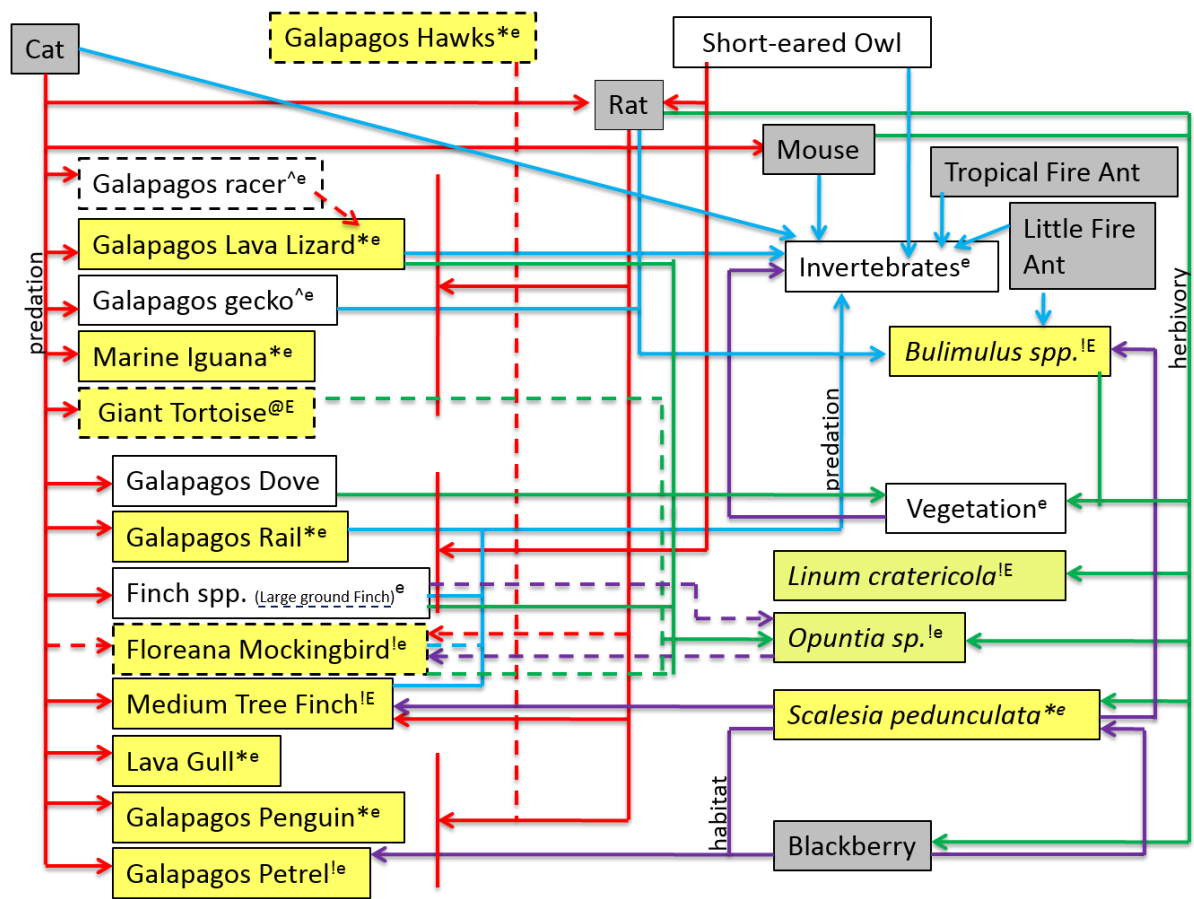 Cat
Galapagos Hawks*e
Short-eared Owl
Rat
Mouse
Tropical Fire Ant
Galapagos racer^e
Little Fire
Ant
Galapagos Lava Lizard*e
Invertebratese
predation
Galapagos gecko^e
herbivory
Marine Iguana*e
Bulimulus spp.!E
Giant Tortoise@E
predation
Galapagos Dove
Vegetatione
Galapagos Rail*e
Linum cratericola!E
Finch spp. (Large ground Finch)e
Floreana Mockingbird!e
Opuntia sp.!e
Medium Tree Finch!E
Scalesia pedunculata*e
Lava Gull*e
habitat
Galapagos Penguin*e
Blackberry
Galapagos Petrel!e